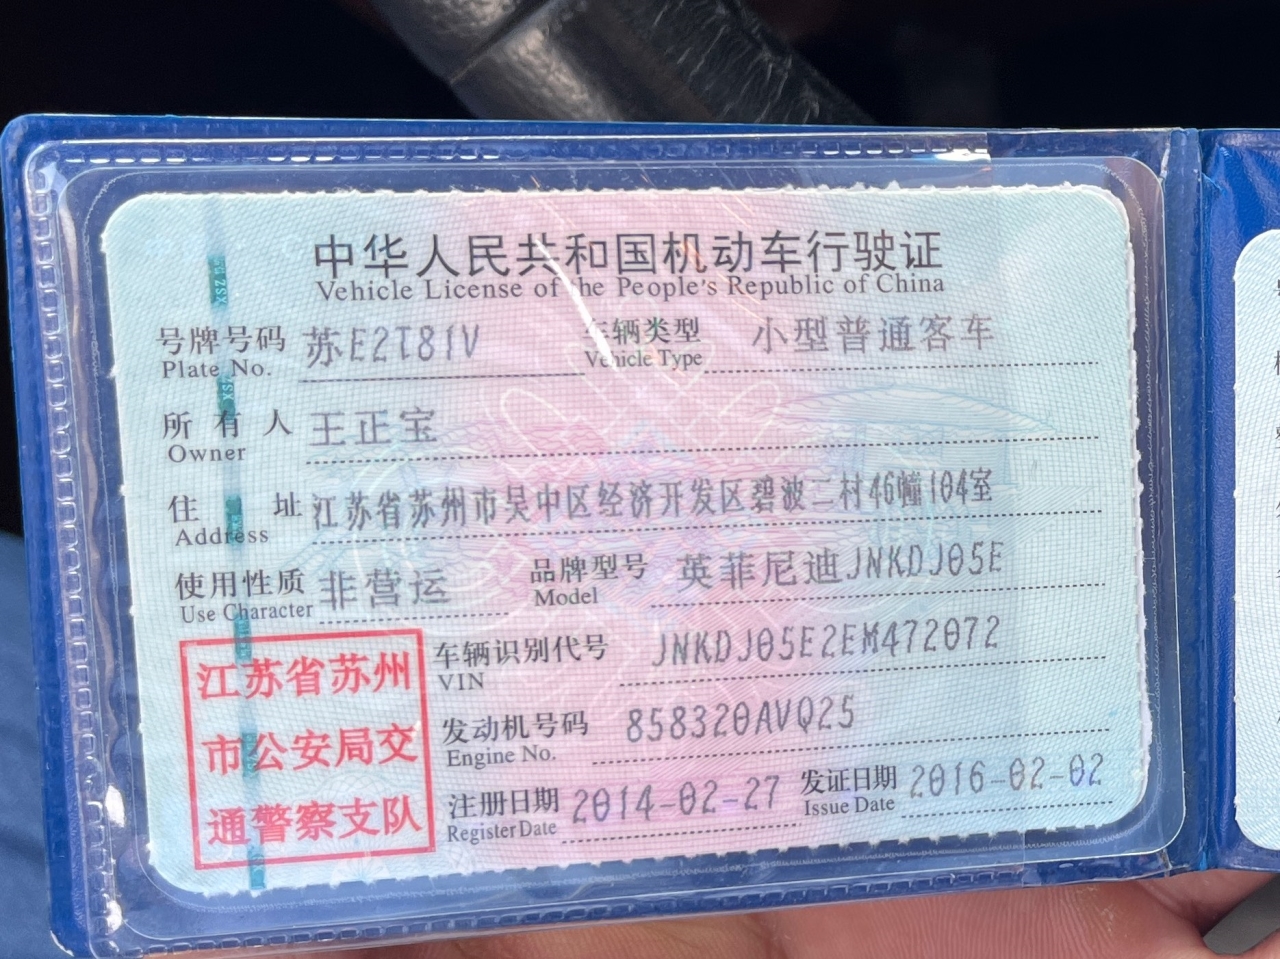 中华人民共和国机动车行驶证
Vehicle License of the People's Republic of China
号牌号码 苏E2T81V 车辆类型 小型普通客车
Plate No. Vehicle Type
所有人 王正宝
Owner
住址 江苏省苏州市吴中区经济开发区碧波二村46幢104室
Address
使用性质 非营运 品牌型号 英菲尼迪JNKDJ05E
Use Character Model
江苏省苏州
市公安局交
通警察支队
车辆识别代号 JNKDJ05E2EM472072
VIN
发动机号码 858320AVQ25
Engine No.
注册日期 2014-02-27 发证日期 2016-02-02
Register Date Issue Date